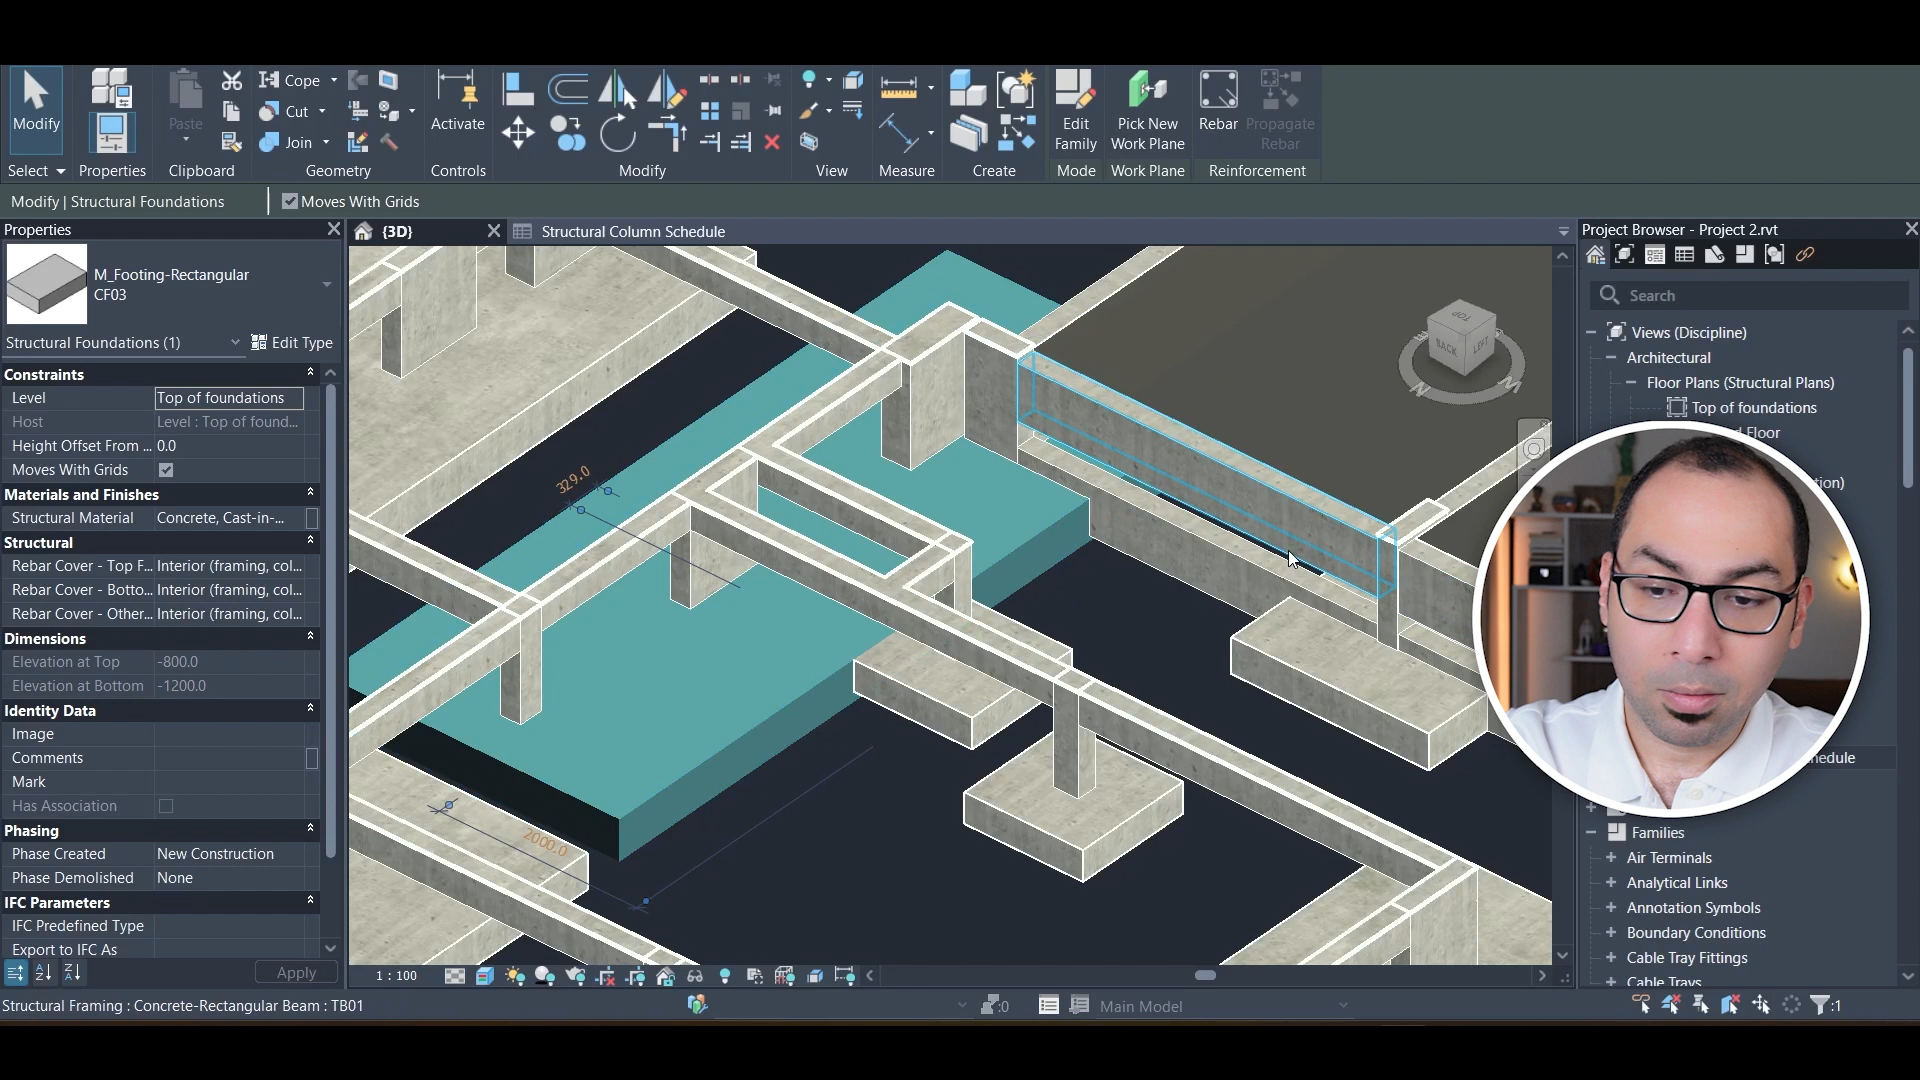 Modify
Select
Properties
Paste
Clipboard
Cope
Cut
Join
Geometry
Activate
Controls
Modify
View
Measure
Create
Edit
Family
Mode
Pick New
Work Plane
Work Plane
Rebar
Propagate
Rebar
Reinforcement
Modify | Structural Foundations
Moves With Grids
Properties
M_Footing-Rectangular
CF03
Structural Foundations (1)
Edit Type
Constraints
Level Top of foundations
Host Level : Top of found...
Height Offset From ... 0.0
Moves With Grids
Materials and Finishes
Structural Material Concrete, Cast-in-...
Structural
Rebar Cover - Top F... Interior (framing, col...
Rebar Cover - Botto... Interior (framing, col...
Rebar Cover - Other... Interior (framing, col...
Dimensions
Elevation at Top -800.0
Elevation at Bottom -1200.0
Identity Data
Image
Comments
Mark
Has Association
Phasing
Phase Created New Construction
Phase Demolished None
IFC Parameters
IFC Predefined Type
Export to IFC As
Apply
{3D}
Structural Column Schedule
329.0
2000.0
TOP
BACK
LEFT
N
1 : 100
Project Browser - Project 2.rvt
Search
Views (Discipline)
Architectural
Floor Plans (Structural Plans)
Top of foundations
Floor
tion)
hedule
Families
Air Terminals
Analytical Links
Annotation Symbols
Boundary Conditions
Cable Tray Fittings
Cable Trays
Structural Framing : Concrete-Rectangular Beam : TB01
:0
Main Model
:1